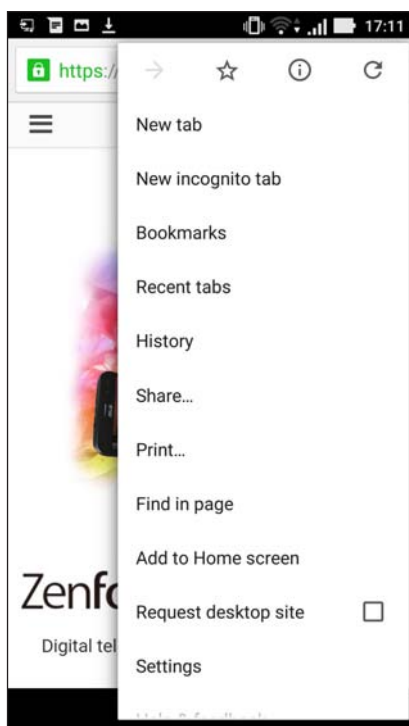 17:11
https://
New tab
New incognito tab
Bookmarks
Recent tabs
History
Share...
Print...
Find in page
Add to Home screen
Zenfo
Request desktop site
Digital tel
Settings